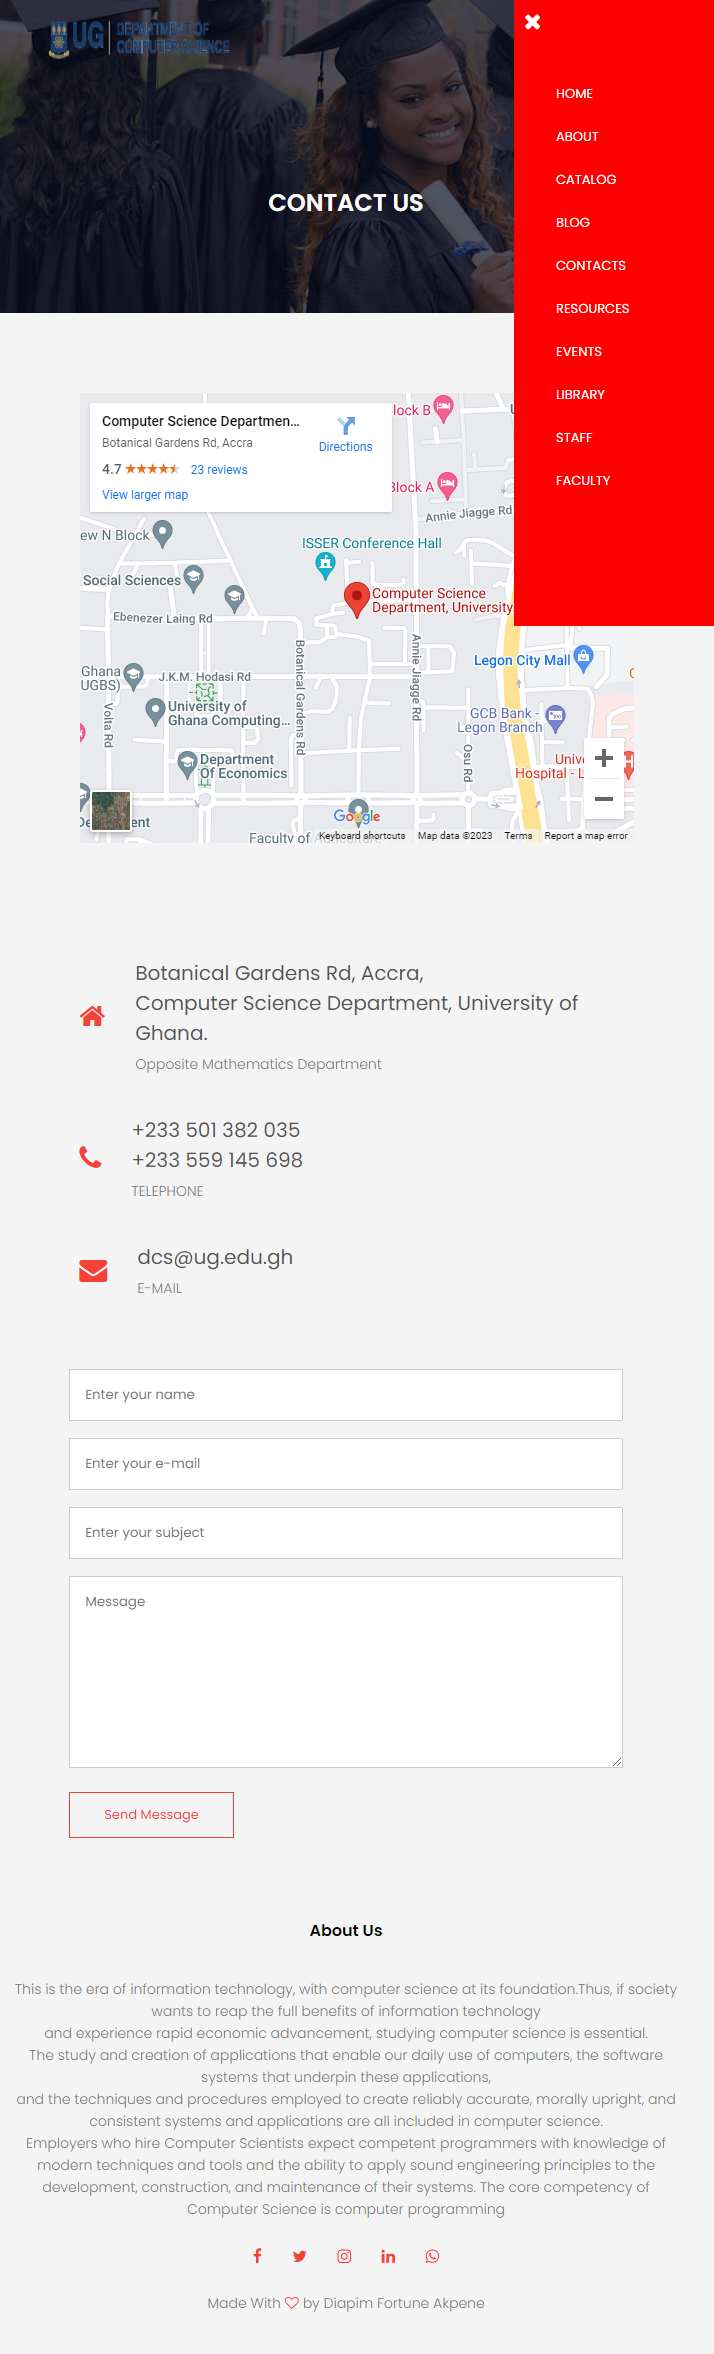 UG DEPARTMENT OF
COMPUTER SCIENCE
CONTACT US
HOME
ABOUT
CATALOG
BLOG
CONTACTS
RESOURCES
EVENTS
LIBRARY
STAFF
FACULTY
Computer Science Departmen...
Botanical Gardens Rd, Accra
Directions
4.7 23 reviews
View larger map
lock B
Block A
Annie Jiagge Rd
ew N Block
ISSER Conference Hall
Social Sciences
Computer Science
Department, University
Ebenezer Laing Rd
Botanical Gardens Rd
Annie Jiagge Rd
Legon City Mall
Ghana
UGBS)
J.K.M. Hodasi Rd
Volta Rd
University of
Ghana Computing...
GCB Bank -
Legon Branch
Osu Rd
Department
Of Economics
Univ
Hospital - L
De ent
Google
Faculty of Agriculture
Keyboard shortcuts Map data ©2023 Terms Report a map error
Botanical Gardens Rd, Accra,
Computer Science Department, University of
Ghana.
Opposite Mathematics Department
+233 501 382 035
+233 559 145 698
TELEPHONE
dcs@ug.edu.gh
E-MAIL
Enter your name
Enter your e-mail
Enter your subject
Message
Send Message
About Us
This is the era of information technology, with computer science at its foundation.Thus, if society
wants to reap the full benefits of information technology
and experience rapid economic advancement, studying computer science is essential.
The study and creation of applications that enable our daily use of computers, the software
systems that underpin these applications,
and the techniques and procedures employed to create reliably accurate, morally upright, and
consistent systems and applications are all included in computer science.
Employers who hire Computer Scientists expect competent programmers with knowledge of
modern techniques and tools and the ability to apply sound engineering principles to the
development, construction, and maintenance of their systems. The core competency of
Computer Science is computer programming
Made With ♡ by Diapim Fortune Akpene